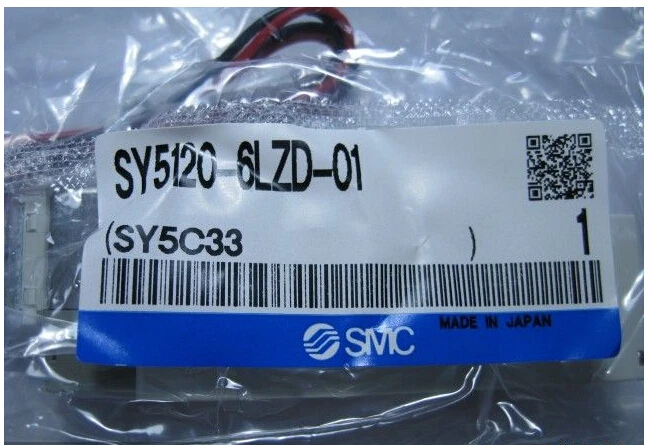 SY5120-6LZD-01
(SY5C33 ) 1
SMC
MADE IN JAPAN